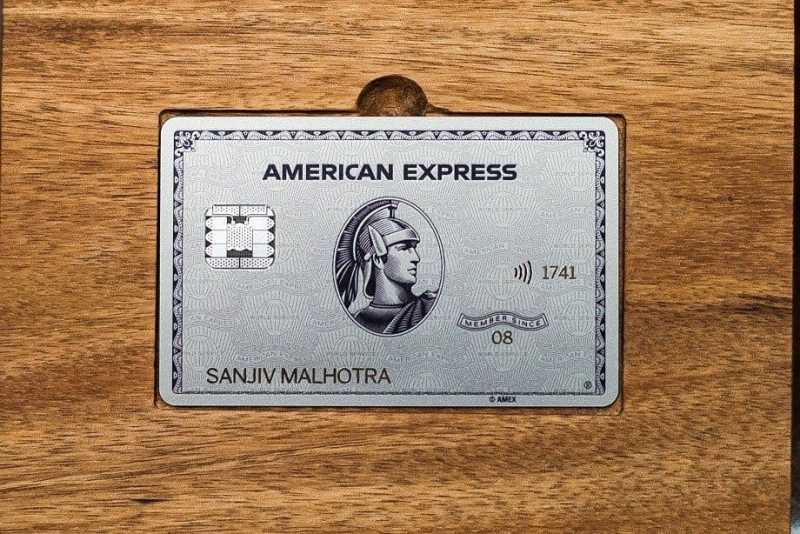 AMERICAN EXPRESS
1741
MEMBER SINCE
08
SANJIV MALHOTRA
®
© AMEX